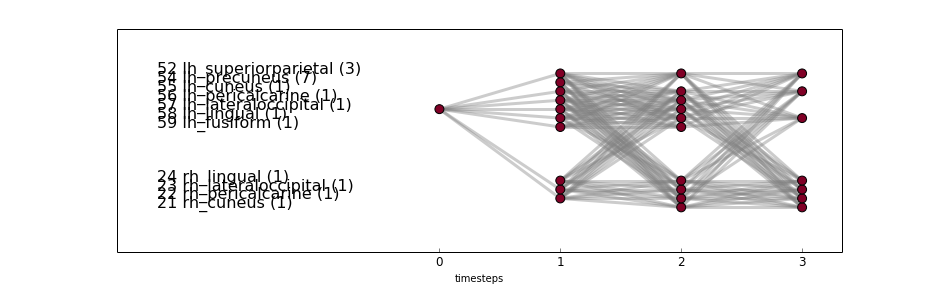 52 lh_superiorparietal (3)
54 lh_precuneus (7)
55 lh_cuneus (1)
56 lh_pericalcarine (1)
57 lh_lateraloccipital (1)
58 lh_lingual (1)
59 lh_fusiform (1)
24 rh_lingual (1)
23 rh_lateraloccipital (1)
22 rh_pericalcarine (1)
21 rh_cuneus (1)
0 1 2 3
timesteps